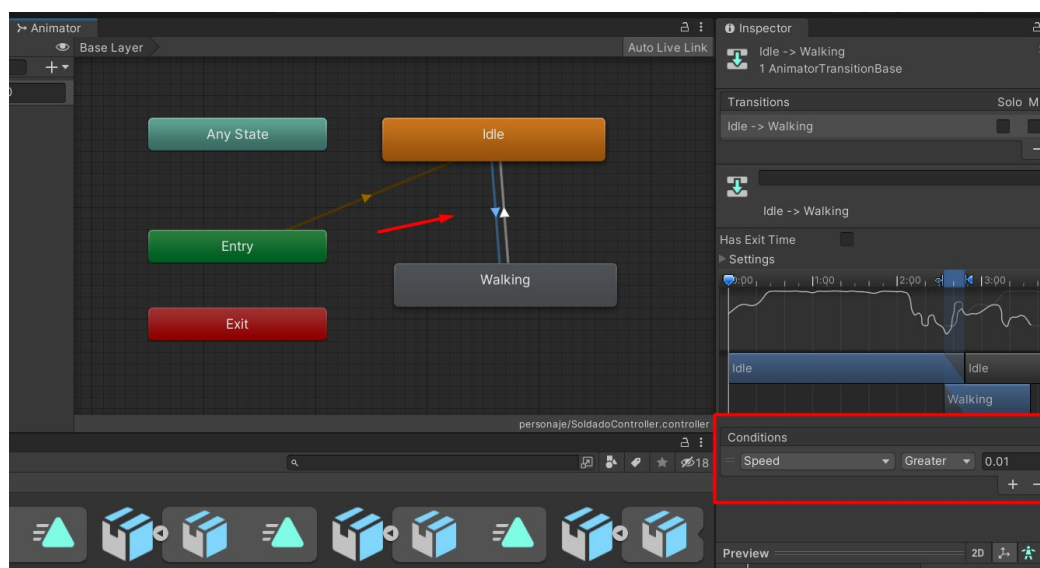 Animator
Base Layer
Auto Live Link
Any State
Idle
Entry
Walking
Exit
personaje/SoldadoController.controller
18
Inspector
Idle -> Walking
1 AnimatorTransitionBase
Transitions
Solo
Idle -> Walking
Idle -> Walking
Has Exit Time
Settings
0:00 1:00 2:00 3:00
Idle
Idle
Walking
Conditions
Speed Greater 0.01
+ −
Preview
2D